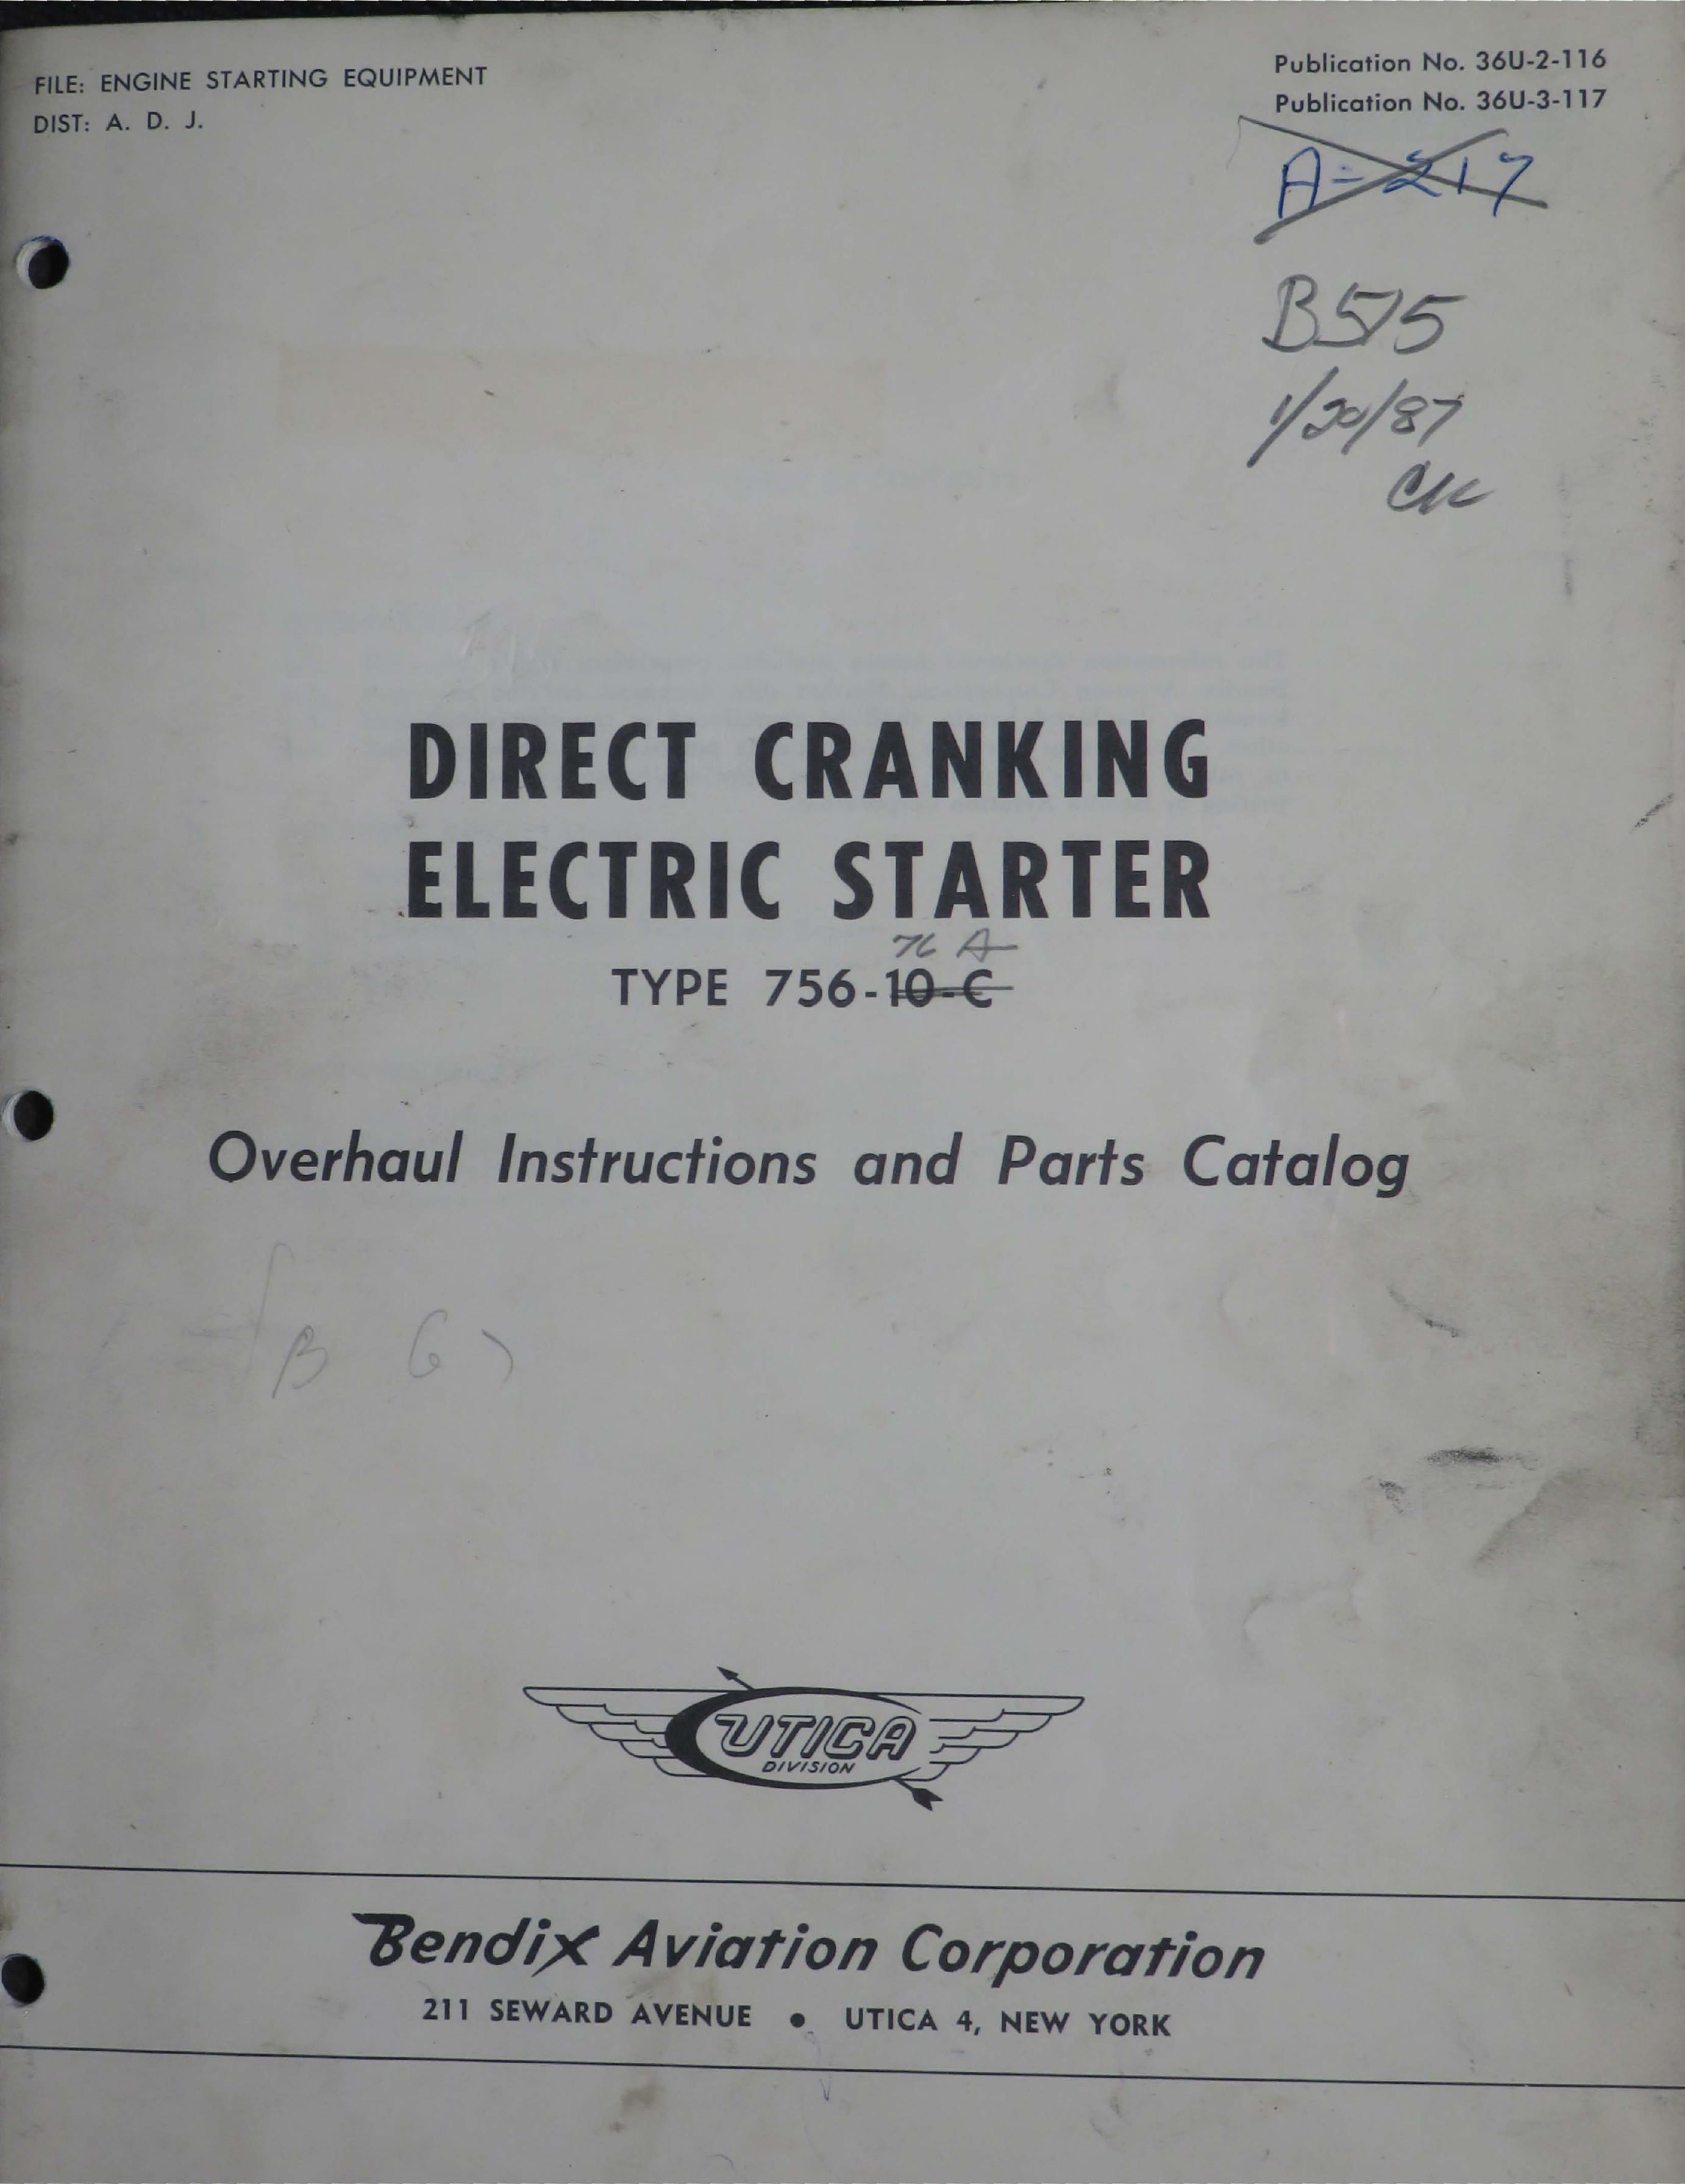 FILE: ENGINE STARTING EQUIPMENT
DIST: A. D. J.
Publication No. 36U-2-116
Publication No. 36U-3-117
A-217
B575
1/20/87
CK
DIRECT CRANKING
ELECTRIC STARTER
A
TYPE 756-10-C
Overhaul Instructions and Parts Catalog
B 6
UTICA
DIVISION
Bendix Aviation Corporation
211 SEWARD AVENUE • UTICA 4, NEW YORK